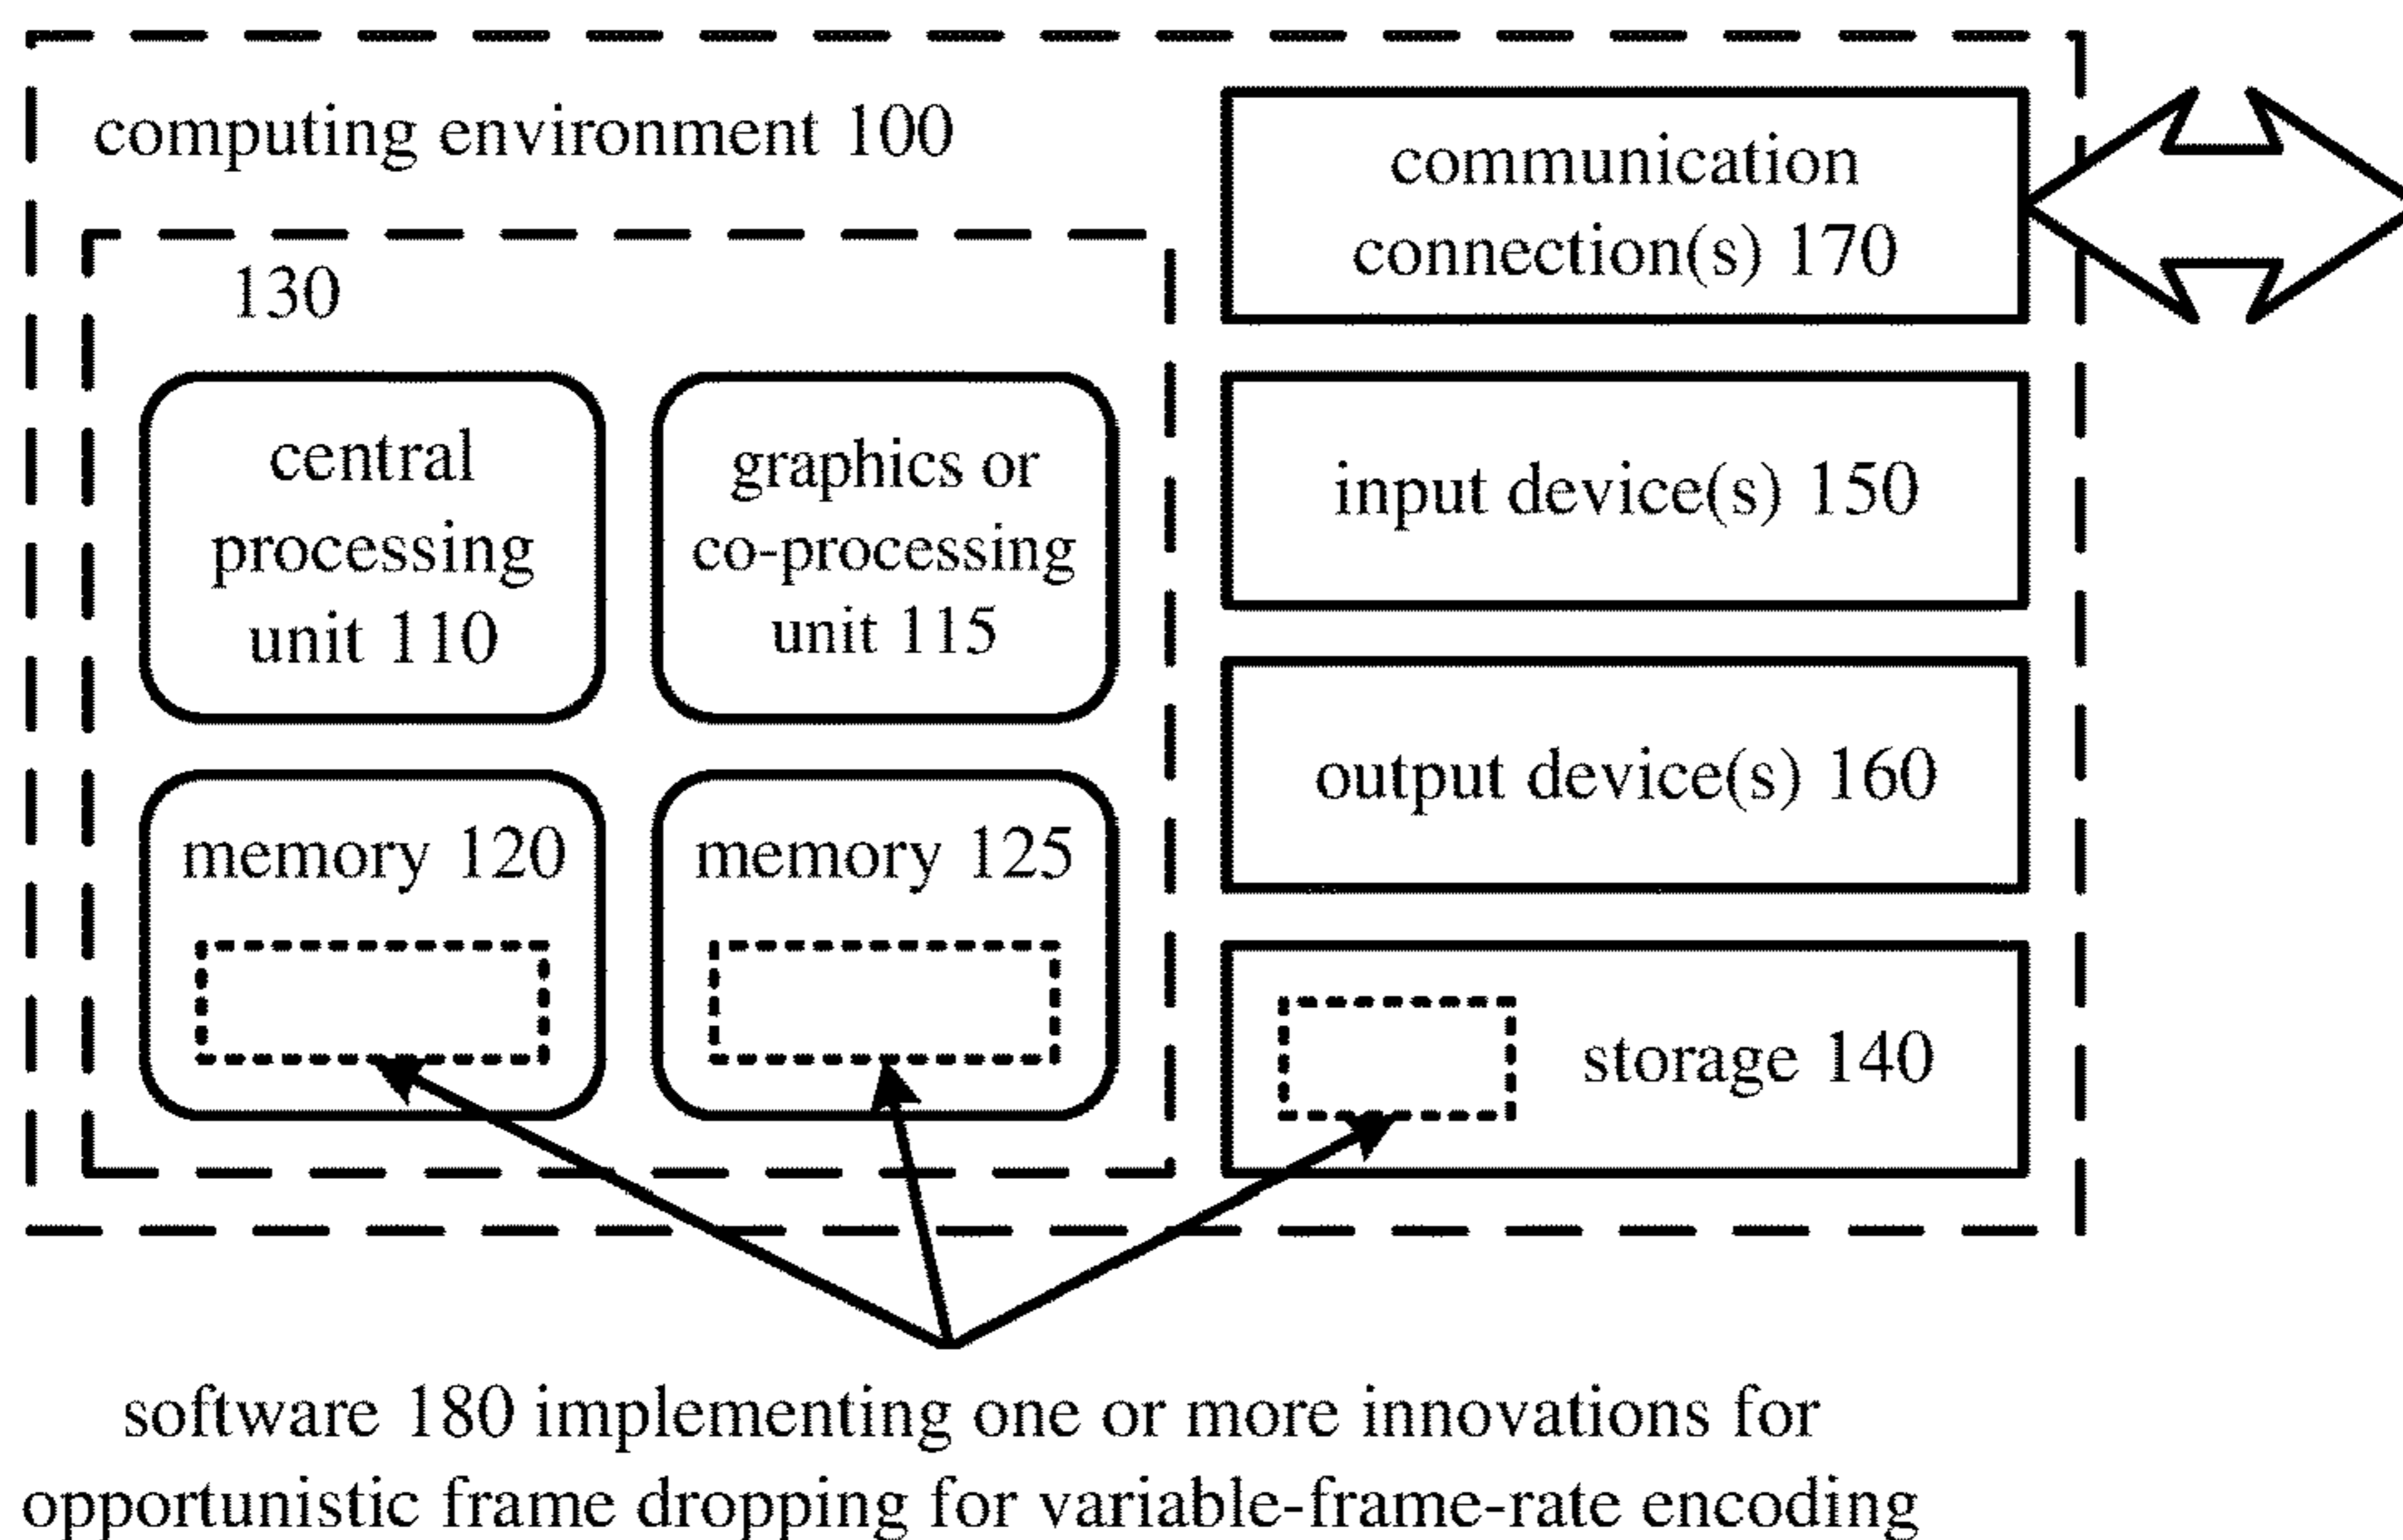 computing environment 100
130
central
processing
unit 110
graphics or
co-processing
unit 115
memory 120
memory 125
communication
connection(s) 170
input device(s) 150
output device(s) 160
storage 140
software 180 implementing one or more innovations for
opportunistic frame dropping for variable-frame-rate encoding